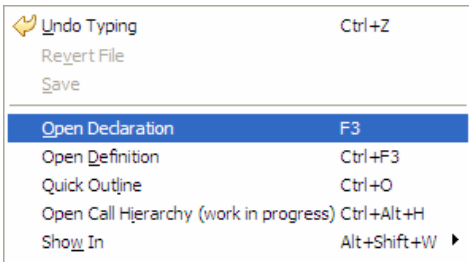 Undo Typing Ctrl+Z
Revert File
Save
Open Declaration F3
Open Definition Ctrl+F3
Quick Outline Ctrl+O
Open Call Hierarchy (work in progress) Ctrl+Alt+H
Show In Alt+Shift+W